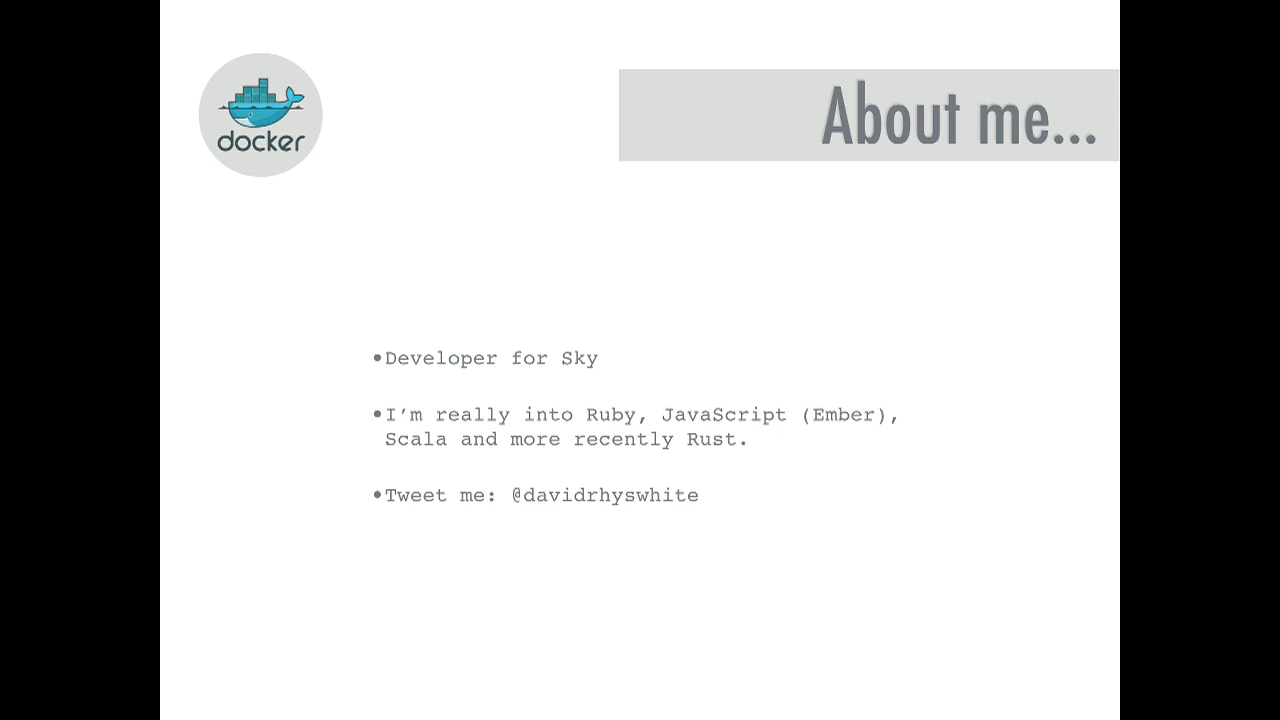 docker
About me...
•Developer for Sky
•I’m really into Ruby, JavaScript (Ember),
Scala and more recently Rust.
•Tweet me: @davidrhyswhite